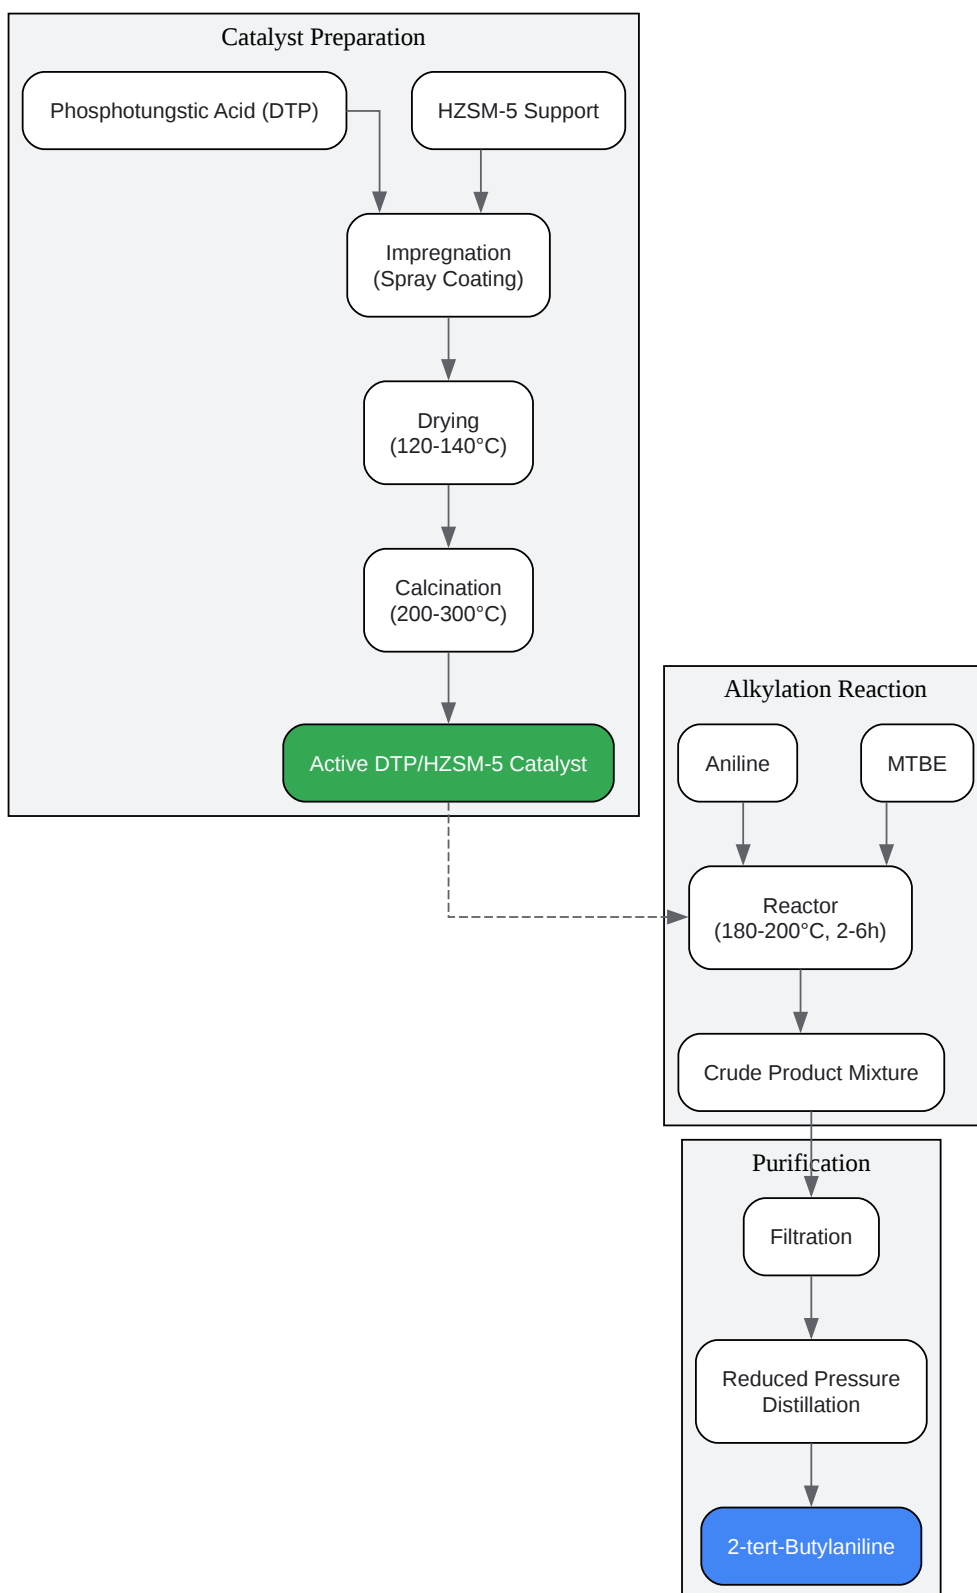 Catalyst Preparation
Phosphotungstic Acid (DTP)
HZSM-5 Support
Impregnation
(Spray Coating)
Drying
(120-140°C)
Calcination
(200-300°C)
Active DTP/HZSM-5 Catalyst
Alkylation Reaction
Aniline
MTBE
Reactor
(180-200°C, 2-6h)
Crude Product Mixture
Purification
Filtration
Reduced Pressure
Distillation
2-tert-Butylaniline